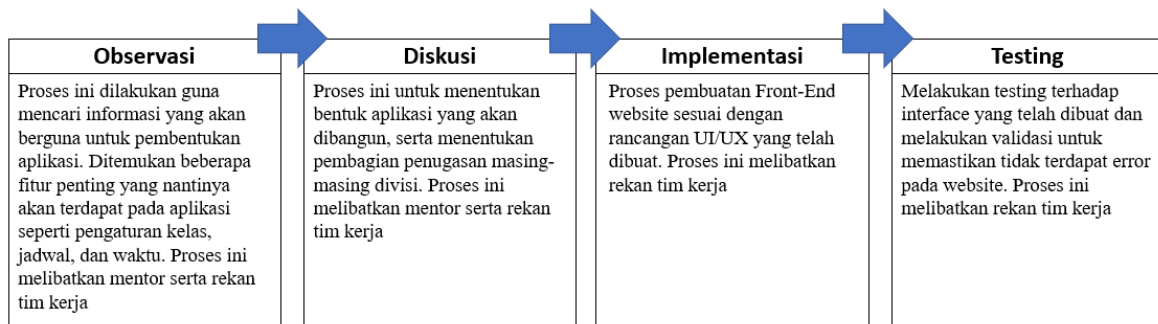 Observasi
Proses ini dilakukan guna
mencari informasi yang akan
berguna untuk pembentukan
aplikasi. Ditemukan beberapa
fitur penting yang nantinya
akan terdapat pada aplikasi
seperti pengaturan kelas,
jadwal, dan waktu. Proses ini
melibatkan mentor serta rekan
tim kerja
Diskusi
Proses ini untuk menentukan
bentuk aplikasi yang akan
dibangun, serta menentukan
pembagian penugasan masing-
masing divisi. Proses ini
melibatkan mentor serta rekan
tim kerja
Implementasi
Proses pembuatan Front-End
website sesuai dengan
rancangan UI/UX yang telah
dibuat. Proses ini melibatkan
rekan tim kerja
Testing
Melakukan testing terhadap
interface yang telah dibuat dan
melakukan validasi untuk
memastikan tidak terdapat error
pada website. Proses ini
melibatkan rekan tim kerja